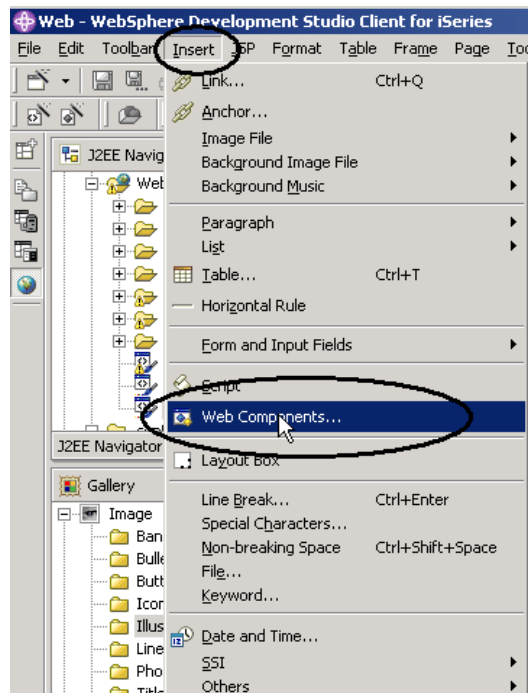 Web - WebSphere Development Studio Client for iSeries
File Edit Toolbar Insert JSP Format Table Frame Page
Link... Ctrl+Q
Anchor...
Image File
J2EE Navig
Background Image File
Web
Background Music
Paragraph
List
Table... Ctrl+T
Horizontal Rule
Form and Input Fields
Script
Web Components...
J2EE Navigator
Layout Box
Gallery
Line Break... Ctrl+Enter
Image
Special Characters...
Ban
Non-breaking Space Ctrl+Shift+Space
Bulle
File...
Butt
Keyword...
Icor
Illus
Date and Time...
Line
SSI
Pho
Others